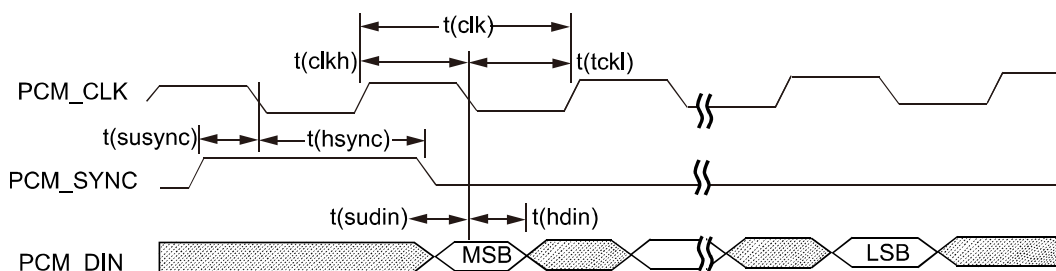 t(clk)
t(clkh)
t(tckl)
PCM_CLK
t(susync)
t(hsync)
PCM_SYNC
t(sudin)
t(hdin)
PCM_DIN
MSB
LSB